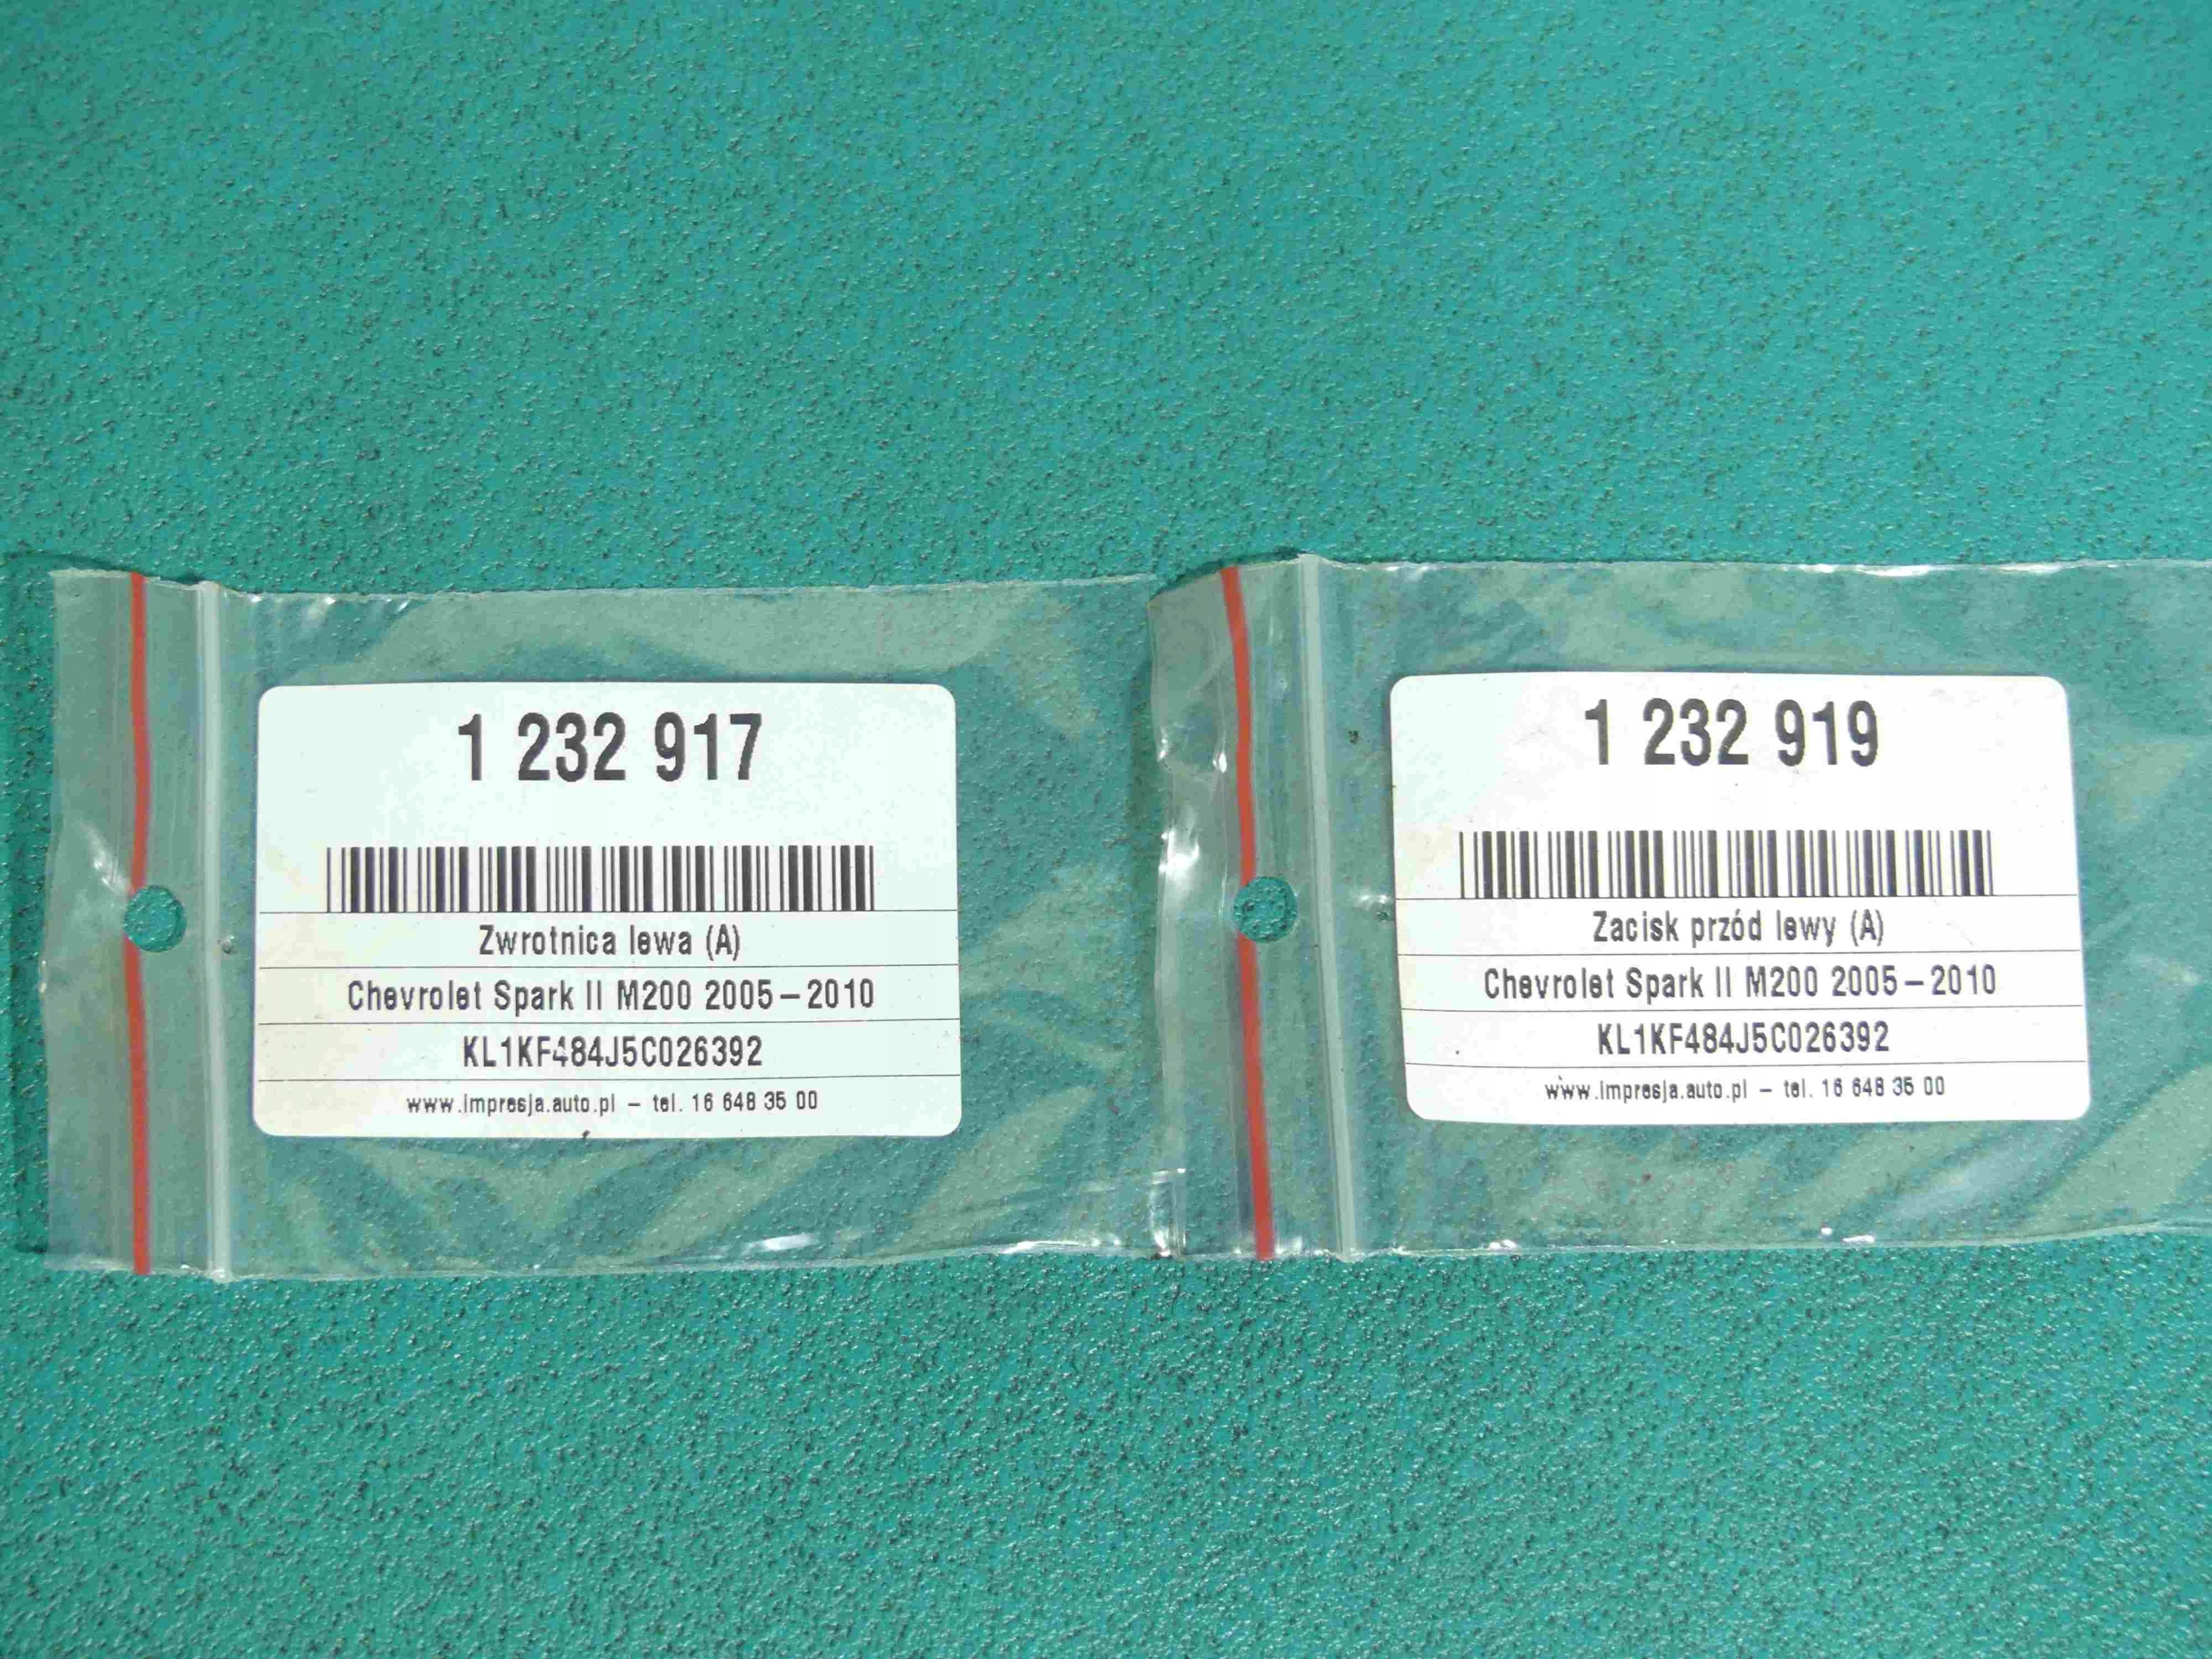 1 232 917
Zwrotnica lewa (A)
Chevrolet Spark II M200 2005–2010
KL1KF484J5C026392
www.impresja.auto.pl – tel. 16 648 35 00
1 232 919
Zacisk przód lewy (A)
Chevrolet Spark II M200 2005–2010
KL1KF484J5C026392
www.impresja.auto.pl – tel. 16 648 35 00